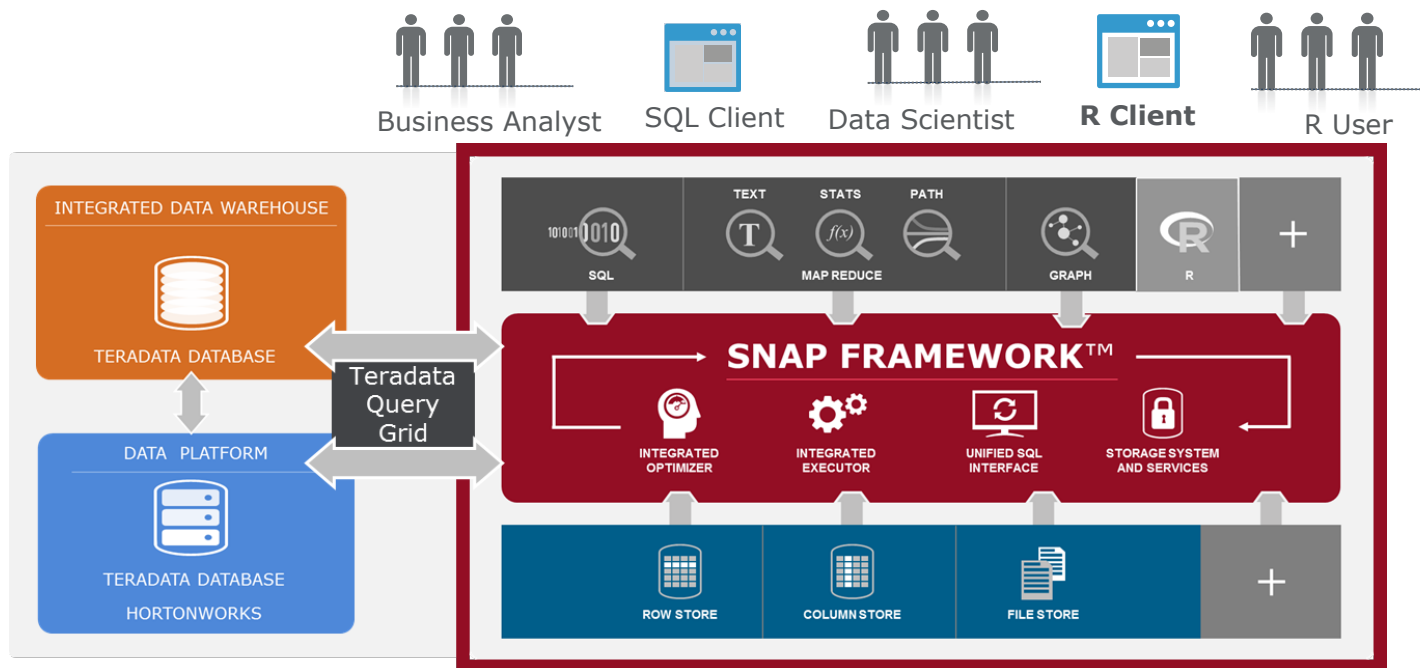 Business Analyst
SQL Client
Data Scientist
R Client
R User
INTEGRATED DATA WAREHOUSE
TERADATA DATABASE
DATA PLATFORM
TERADATA DATABASE
HORTONWORKS
Teradata
Query
Grid
1010010010
SQL
TEXT
STATS
PATH
T
f(x)
MAP REDUCE
GRAPH
R
R
+
SNAP FRAMEWORK™
INTEGRATED
OPTIMIZER
INTEGRATED
EXECUTOR
UNIFIED SQL
INTERFACE
STORAGE SYSTEM
AND SERVICES
ROW STORE
COLUMN STORE
FILE STORE
+